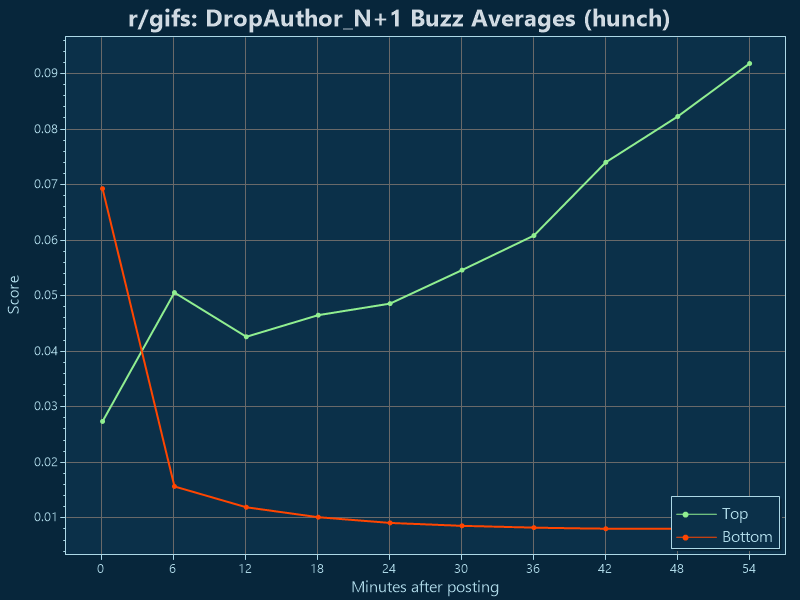 r/gifs: DropAuthor_N+1 Buzz Averages (hunch)
0.09
0.08
0.07
0.06
0.05
0.04
0.03
0.02
0.01
Score
0 6 12 18 24 30 36 42 48 54
Minutes after posting
Top
Bottom